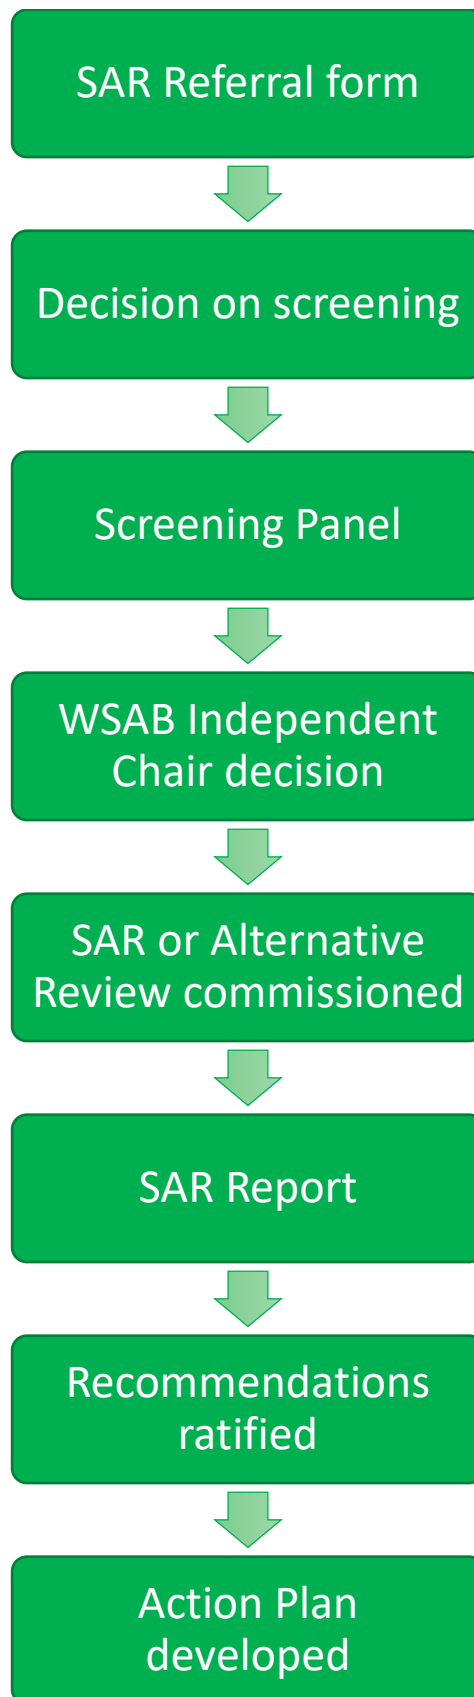 SAR Referral form
Decision on screening
Screening Panel
WSAB Independent
Chair decision
SAR or Alternative
Review commissioned
SAR Report
Recommendations
ratified
Action Plan
developed